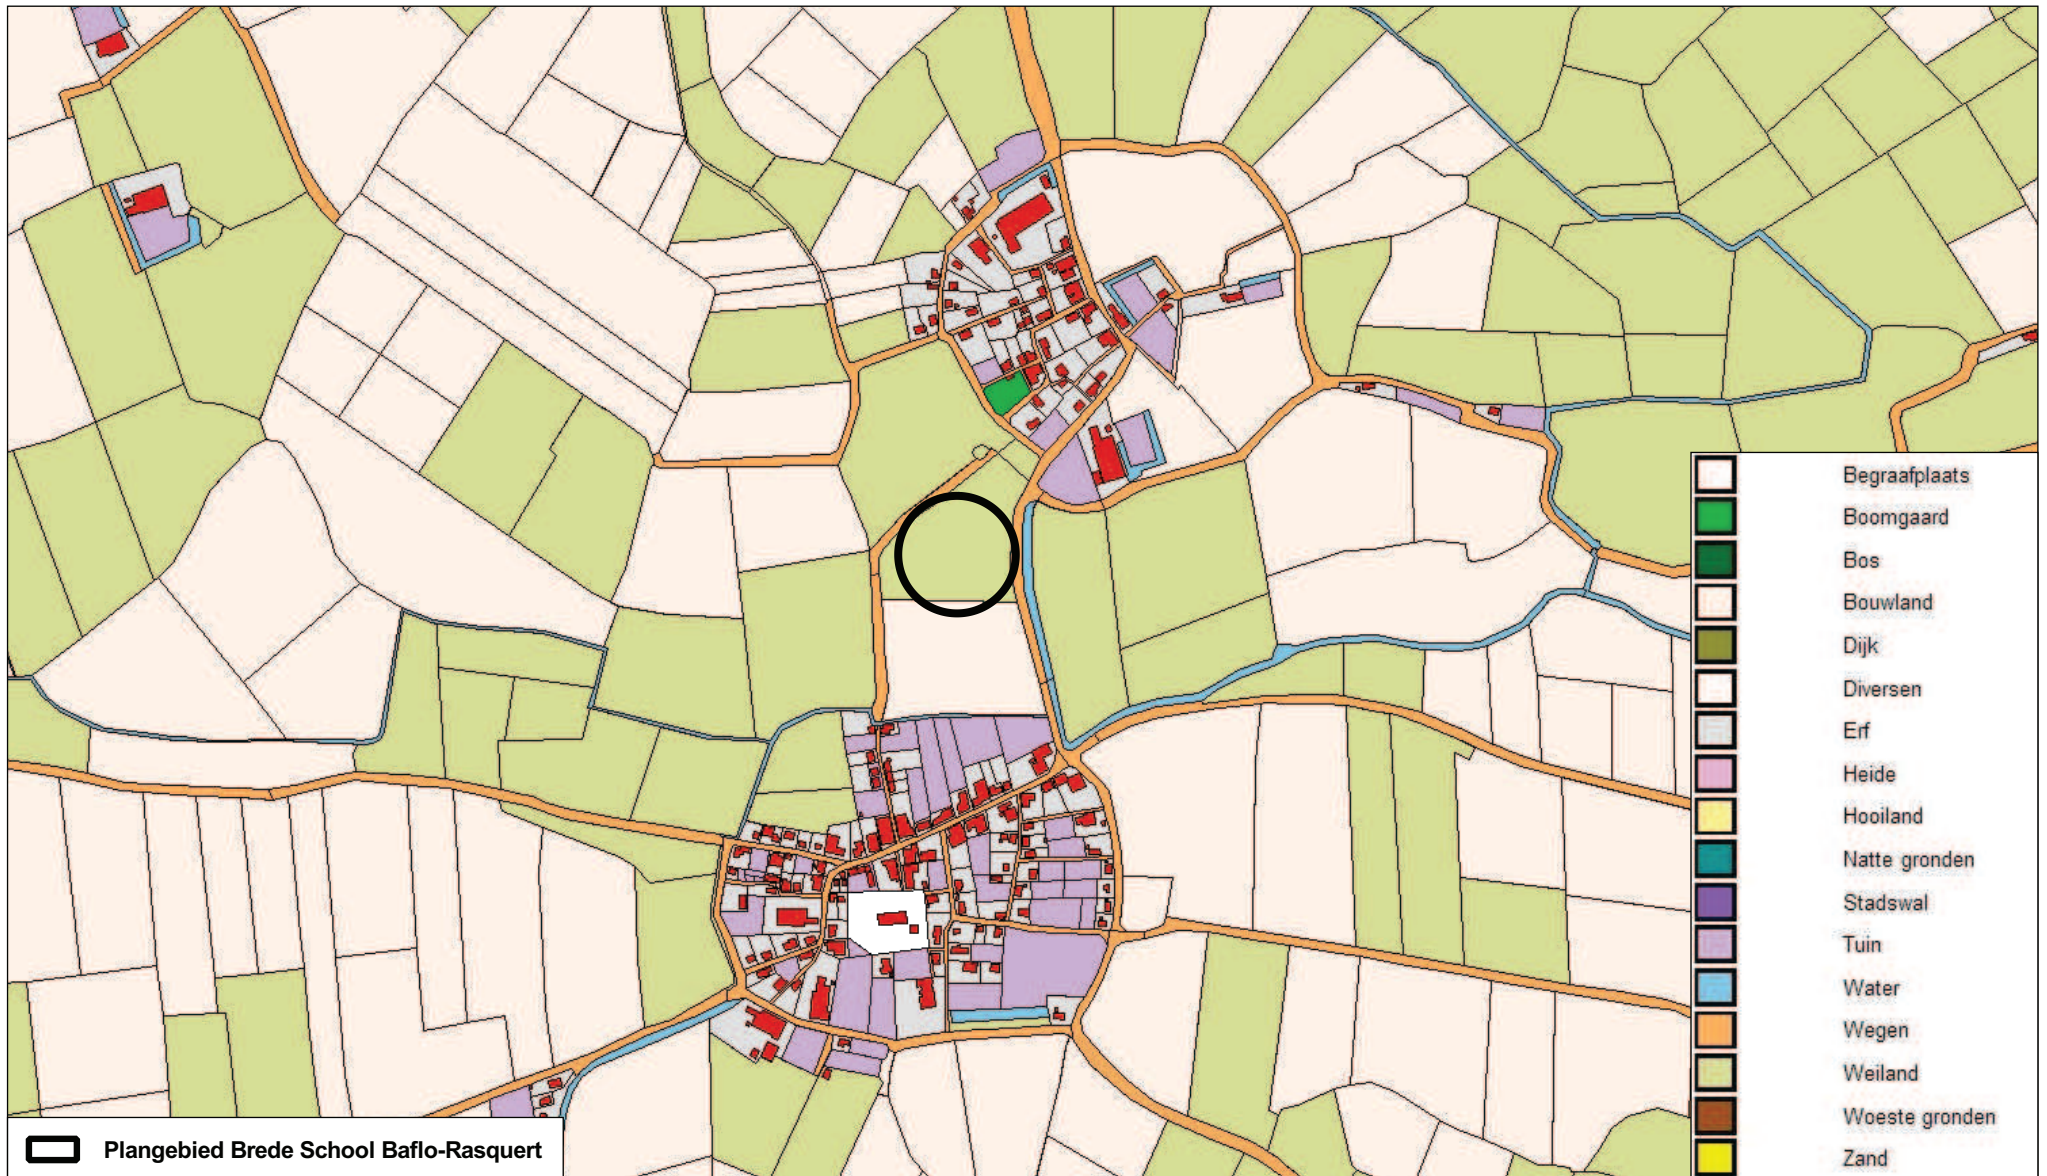 Begraafplaats
Boomgaard
Bos
Bouwland
Dijk
Diversen
Erf
Heide
Hooiland
Natte gronden
Stadswal
Tuin
Water
Wegen
Weiland
Woeste gronden
Zand
Plangebied Brede School Baflo-Rasquert